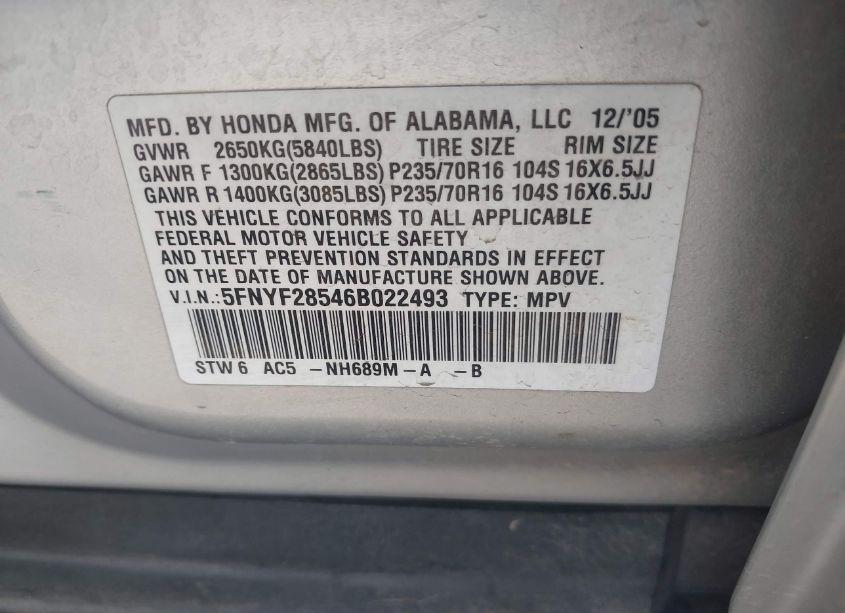 MFD. BY HONDA MFG. OF ALABAMA, LLC 12/'05
GVWR 2650KG(5840LBS) TIRE SIZE RIM SIZE
GAWR F 1300KG(2865LBS) P235/70R16 104S 16X6.5JJ
GAWR R 1400KG(3085LBS) P235/70R16 104S 16X6.5JJ
THIS VEHICLE CONFORMS TO ALL APPLICABLE
FEDERAL MOTOR VEHICLE SAFETY
AND THEFT PREVENTION STANDARDS IN EFFECT
ON THE DATE OF MANUFACTURE SHOWN ABOVE.
V.I.N.:5FNYF28546B022493 TYPE: MPV
STW 6 AC5 -NH689M-A -B